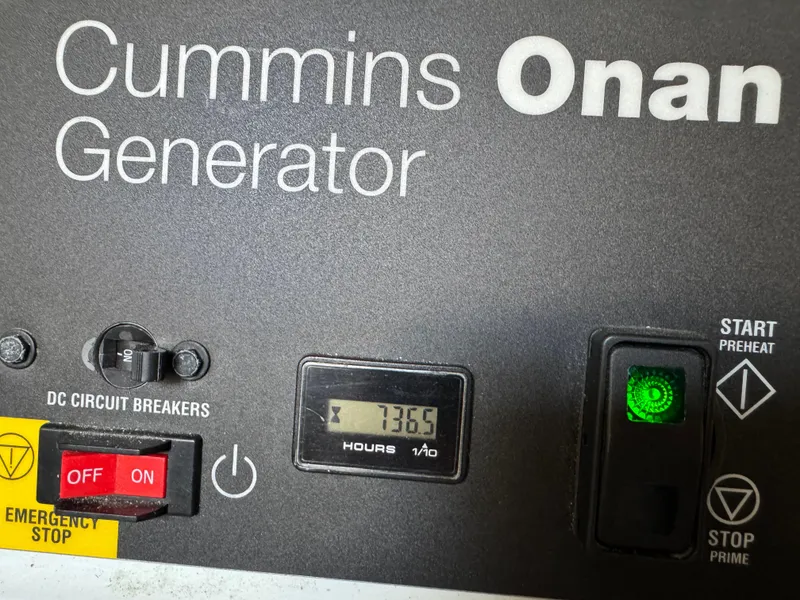 Cummins Onan
Generator
START
PREHEAT
ON
DC CIRCUIT BREAKERS
736.5
HOURS 1/10
OFF ON
EMERGENCY
STOP
STOP
PRIME